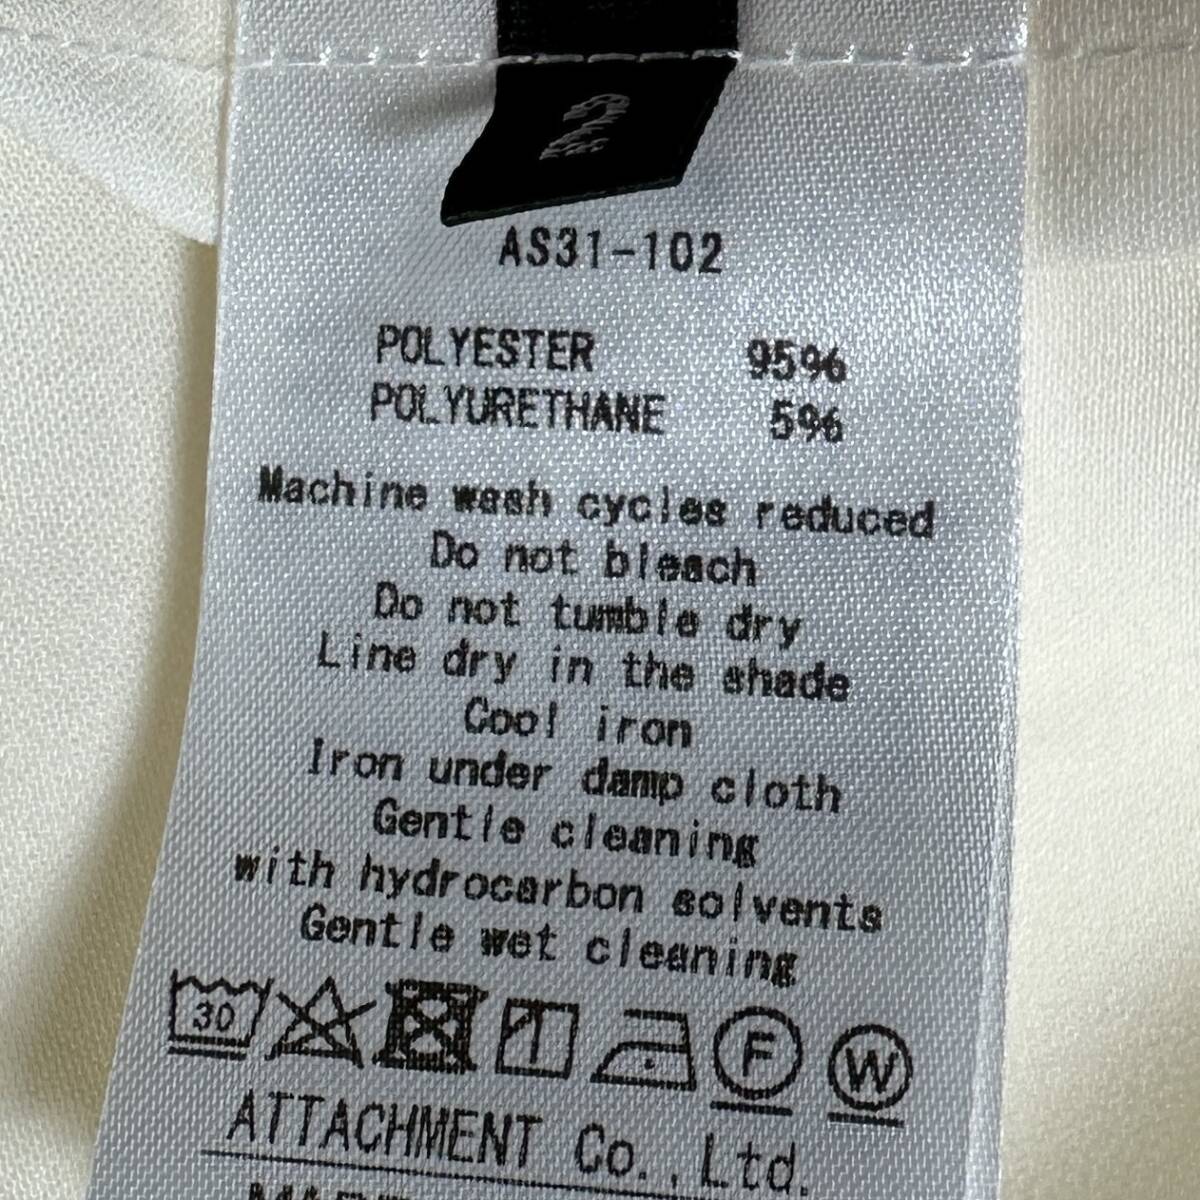 2
AS31-102
POLYESTER 95%
POLYURETHANE 5%
Machine wash cycles reduced
Do not bleach
Do not tumble dry
Line dry in the shade
Cool iron
Iron under damp cloth
Gentle cleaning
with hydrocarbon solvents
Gentle wet cleaning
30 F W
ATTACHMENT Co.,Ltd.